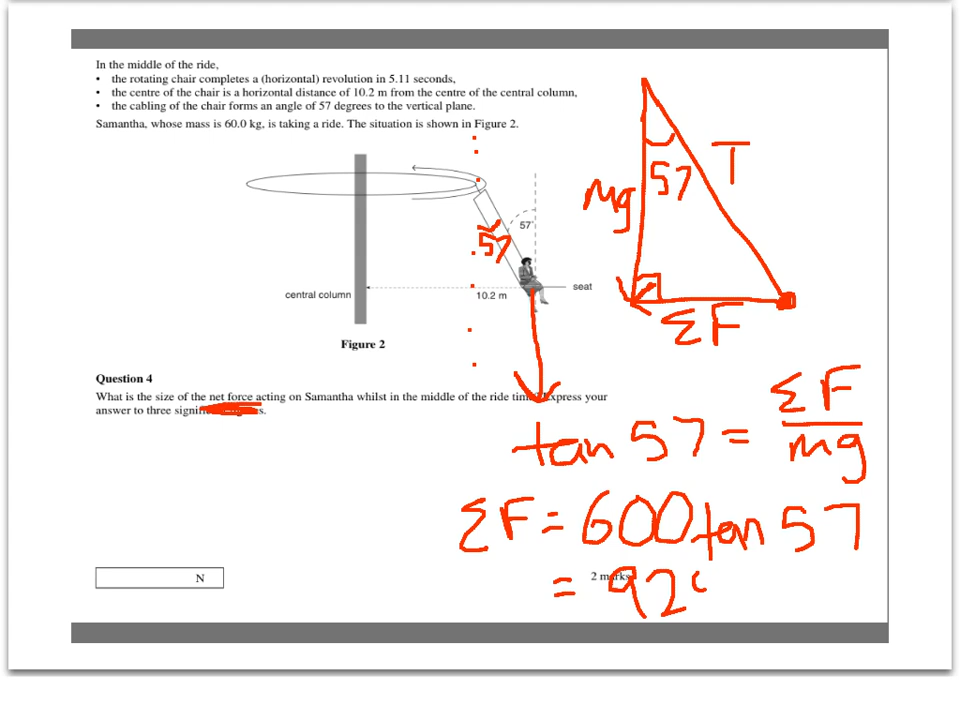 In the middle of the ride,
• the rotating chair completes a (horizontal) revolution in 5.11 seconds,
• the centre of the chair is a horizontal distance of 10.2 m from the centre of the central column,
• the cabling of the chair forms an angle of 57 degrees to the vertical plane.
Samantha, whose mass is 60.0 kg, is taking a ride. The situation is shown in Figure 2.
57°
57
central column
10.2 m
seat
Figure 2
mg
57
T
ΣF
Question 4
What is the size of the net force acting on Samantha whilst in the middle of the ride Express your
answer to three
tan 57 = ΣF/mg
ΣF = 600 tan 57
= 92
N
2 marks